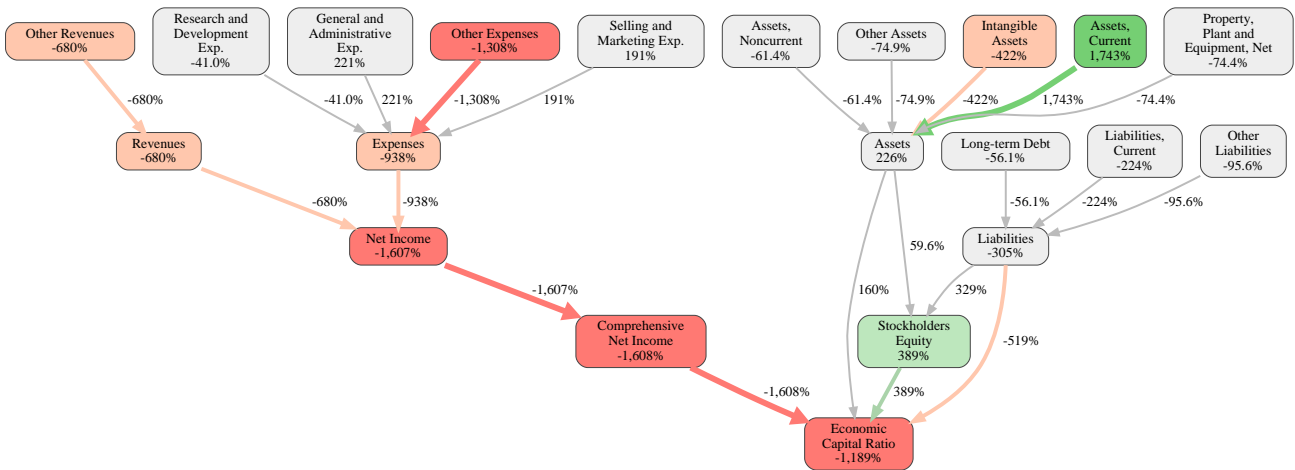 Other Revenues
-680%
Research and
Development
Exp.
-41.0%
General and
Administrative
Exp.
221%
Other Expenses
-1,308%
Selling and
Marketing Exp.
191%
Assets,
Noncurrent
-61.4%
Other Assets
-74.9%
Intangible
Assets
-422%
Assets,
Current
1,743%
Property,
Plant and
Equipment, Net
-74.4%
-680%
-41.0%
221%
-1,308%
191%
-61.4%
-74.9%
-422%
1,743%
-74.4%
Revenues
-680%
Expenses
-938%
Assets
226%
Long-term Debt
-56.1%
Liabilities,
Current
-224%
Other
Liabilities
-95.6%
-680%
-938%
-56.1%
-224%
-95.6%
Net Income
-1,607%
59.6%
Liabilities
-305%
-1,607%
160%
329%
Comprehensive
Net Income
-1,608%
Stockholders
Equity
389%
-519%
-1,608%
389%
Economic
Capital Ratio
-1,189%